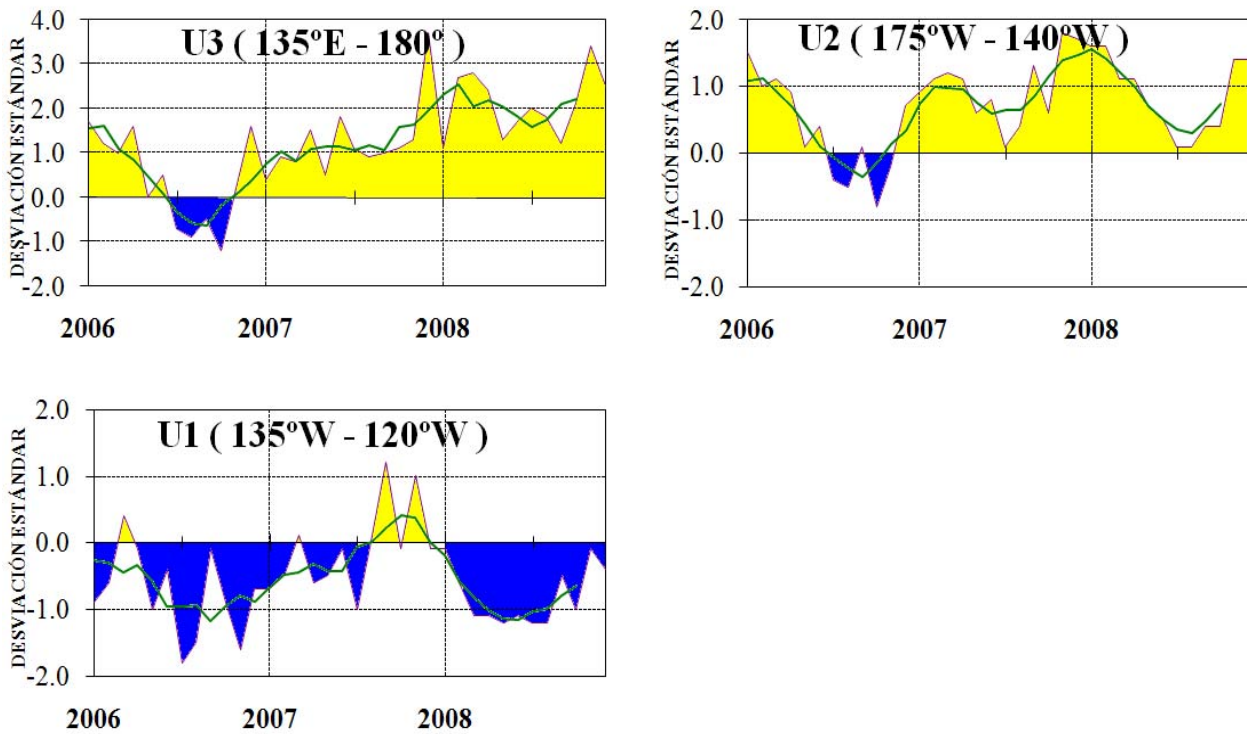 U3 ( 135ºE - 180º )
DESVIACIÓN ESTÁNDAR
4.0
3.0
2.0
1.0
0.0
-1.0
-2.0
2006 2007 2008
U2 ( 175ºW - 140ºW )
DESVIACIÓN ESTÁNDAR
2.0
1.0
0.0
-1.0
-2.0
2006 2007 2008
U1 ( 135ºW - 120ºW )
DESVIACIÓN ESTÁNDAR
2.0
1.0
0.0
-1.0
-2.0
2006 2007 2008